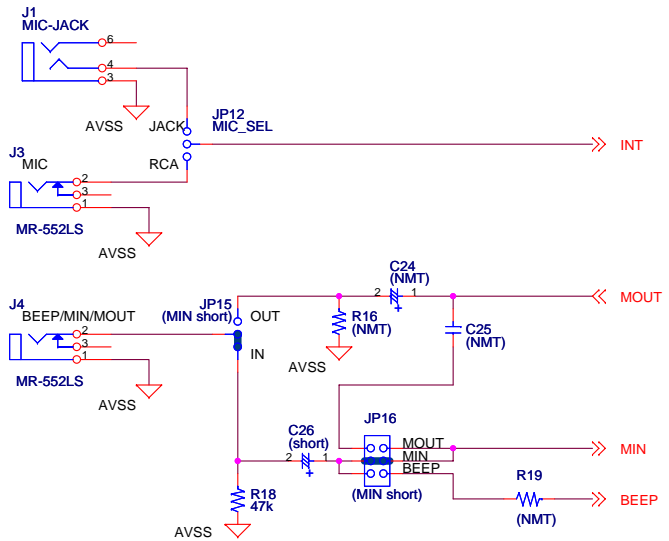 J1
MIC-JACK
6
4
3
AVSS
JACK
JP12
MIC_SEL
INT
J3
MIC
RCA
2
3
1
MR-552LS
AVSS
C24
(NMT)
2
1
+
MOUT
J4
BEEP/MIN/MOUT
JP15
(MIN short)
OUT
R16
(NMT)
C25
(NMT)
2
3
1
IN
MR-552LS
AVSS
AVSS
JP16
C26
(short)
2
1
+
MOUT
MIN
BEEP
MIN
(MIN short)
R18
47k
R19
(NMT)
BEEP
AVSS